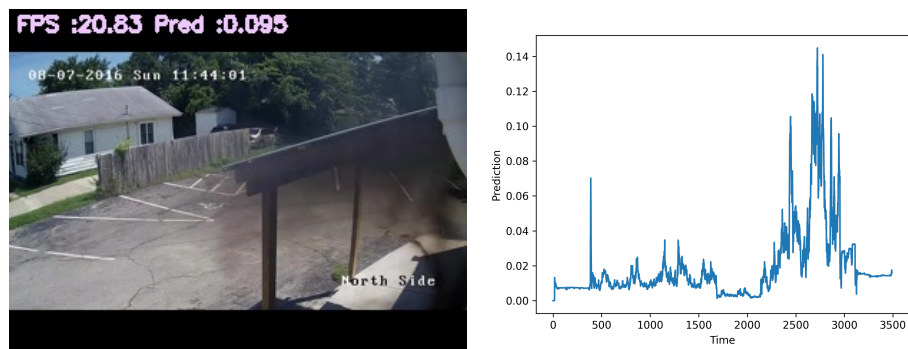 FPS :20.83 Pred :0.095
08-07-2016 Sun 11:44:01
North Side
0.14
0.12
0.10
0.08
0.06
0.04
0.02
0.00
Prediction
0 500 1000 1500 2000 2500 3000 3500
Time